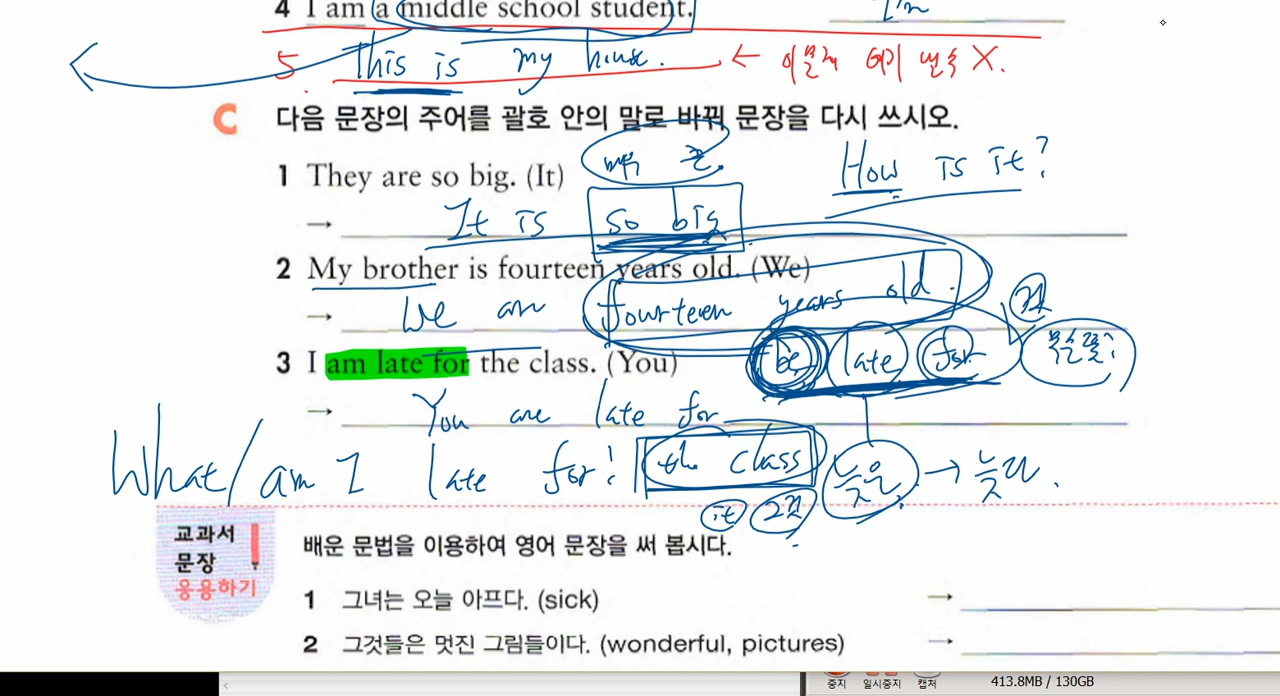 4 I am a middle school student.
I'm
5. This is my house. ← 이물체 여기 X.
C 다음 문장의 주어를 괄호 안의 말로 바꿔 문장을 다시 쓰시오.
1 They are so big. (It)
How is it?
→ It is so big
2 My brother is fourteen years old. (We)
→ We are fourteen years old.
3 I am late for the class. (You)
be late for
→ You are late for
What/am I late for? the class 늦은 → 늦다.
it 그것
교과서
문장
응용하기
배운 문법을 이용하여 영어 문장을 써 봅시다.
1 그녀는 오늘 아프다. (sick) →
2 그것들은 멋진 그림들이다. (wonderful, pictures) →
중지 일시중지 캡처 413.8MB / 130GB